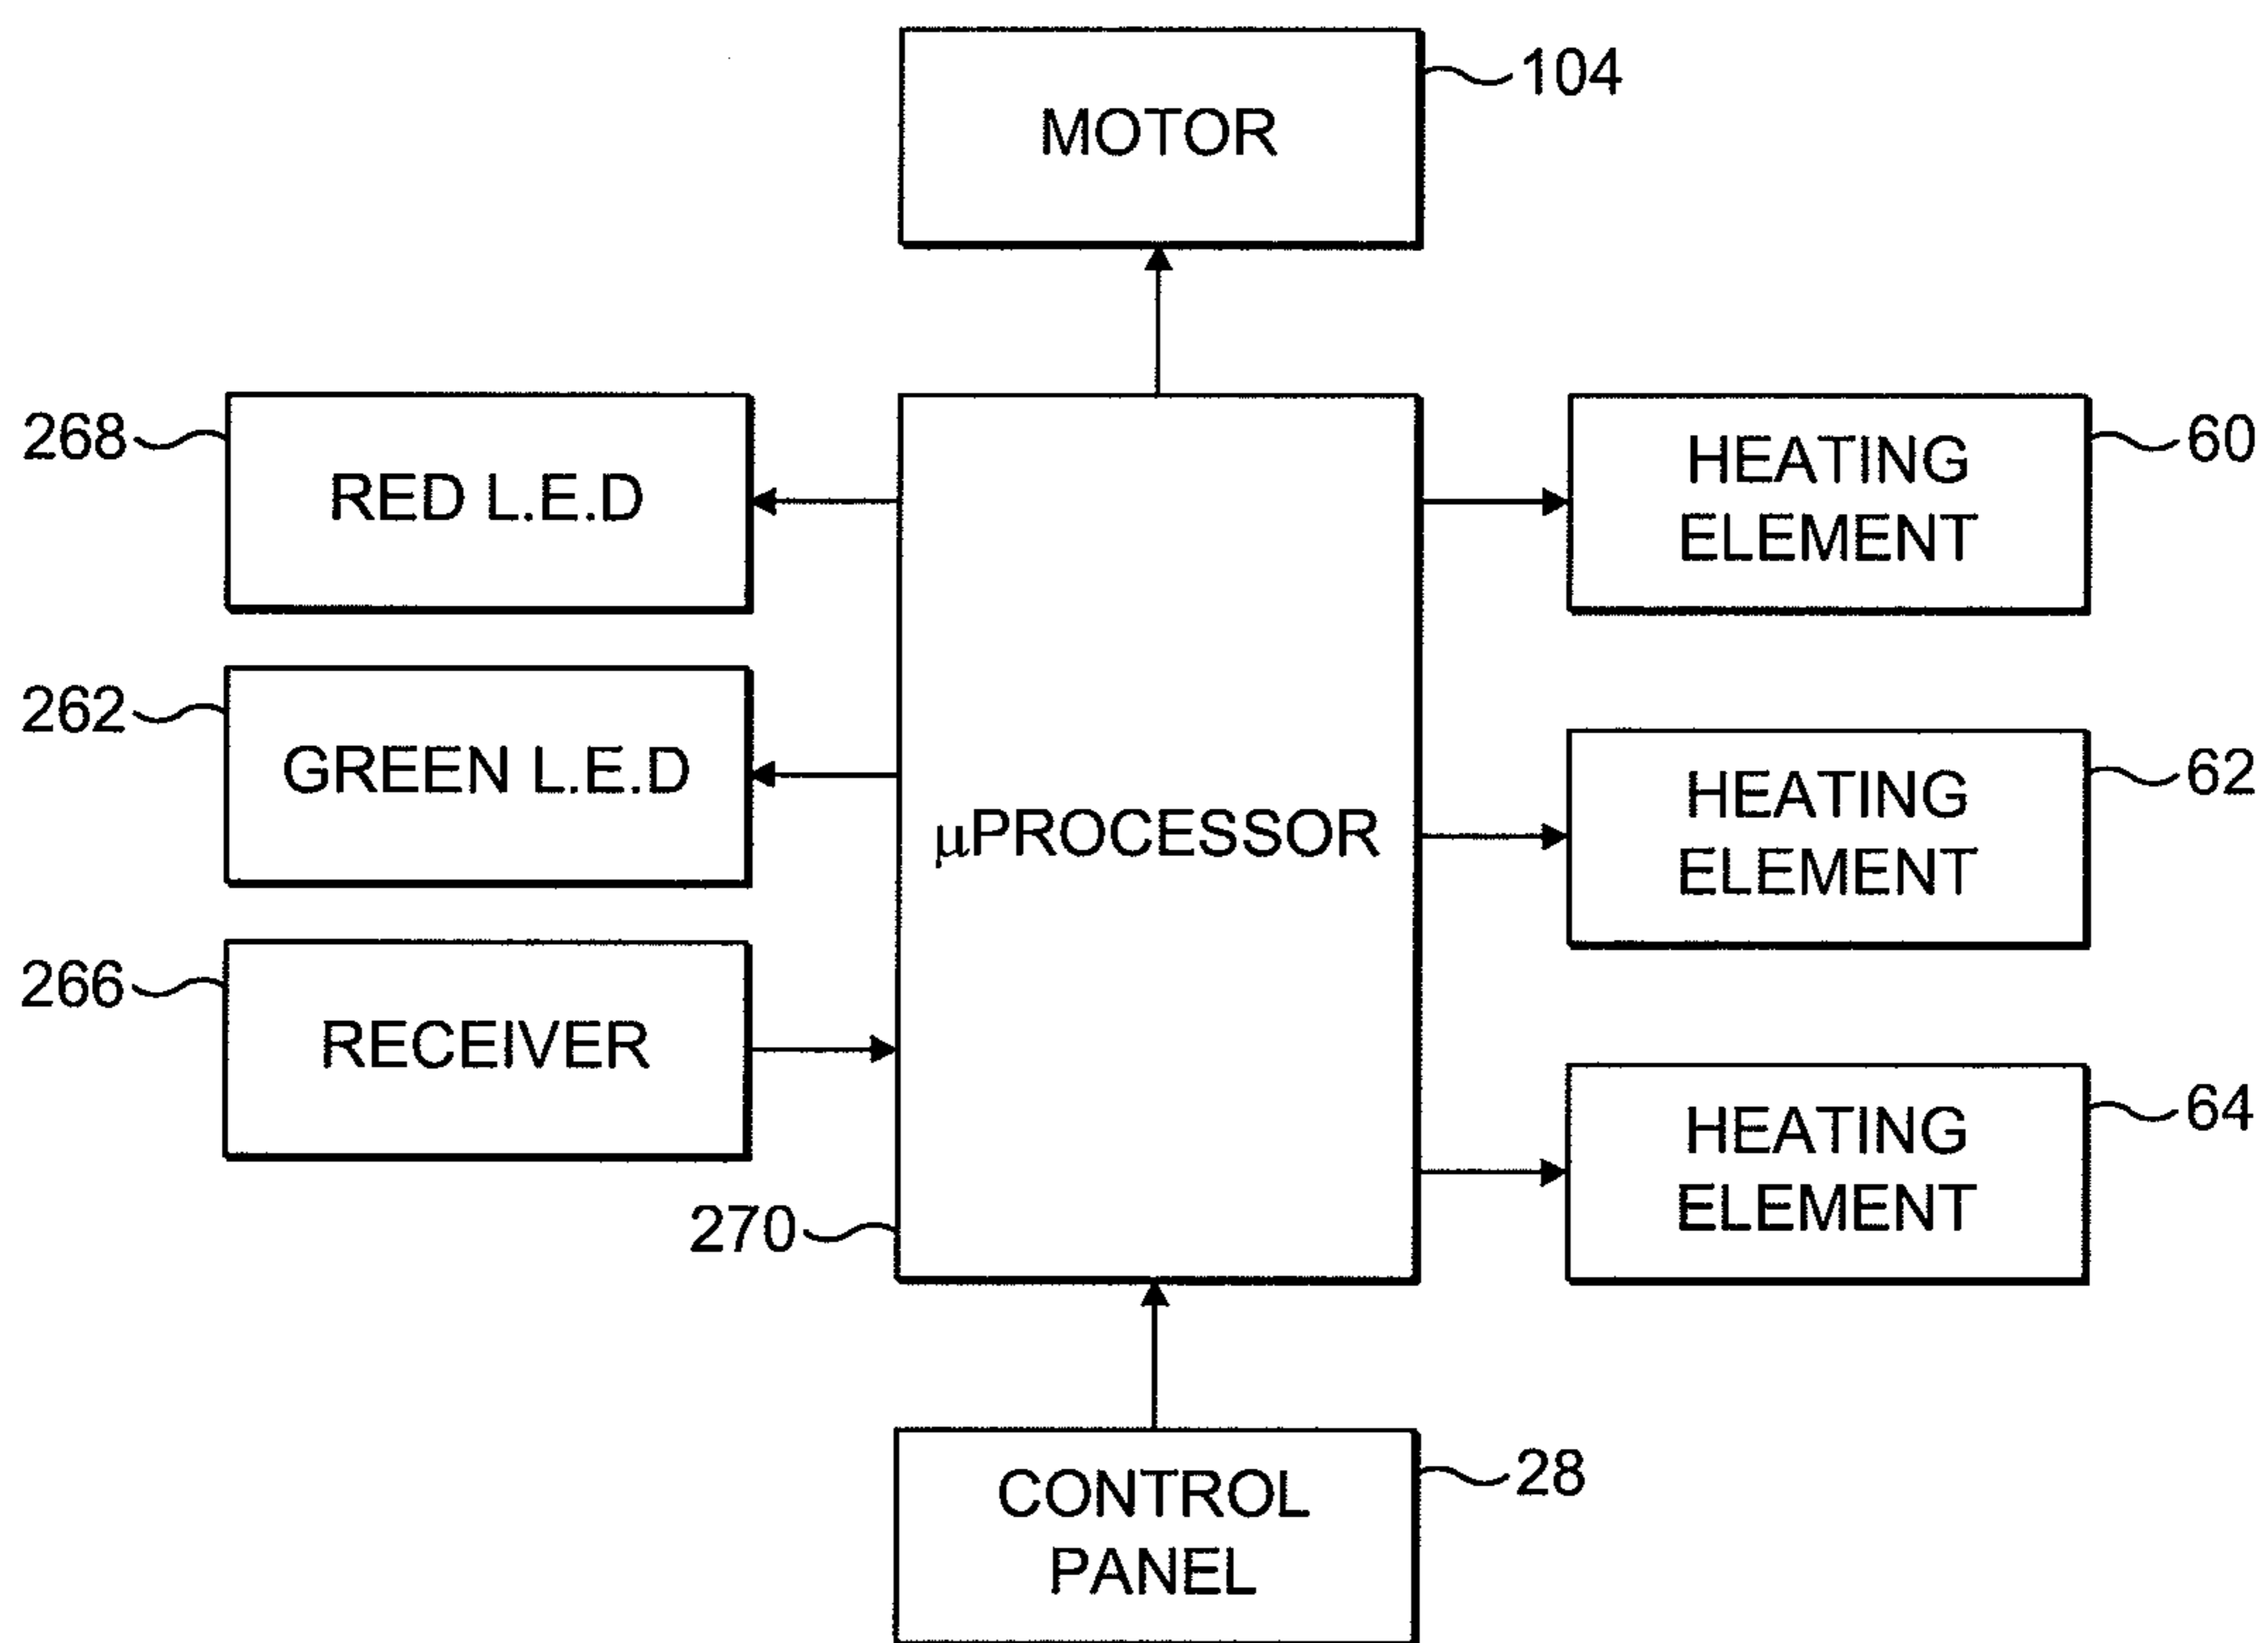 MOTOR
104
268
RED L.E.D
HEATING
ELEMENT
60
262
GREEN L.E.D
µPROCESSOR
HEATING
ELEMENT
62
266
RECEIVER
HEATING
ELEMENT
64
270
CONTROL
PANEL
28